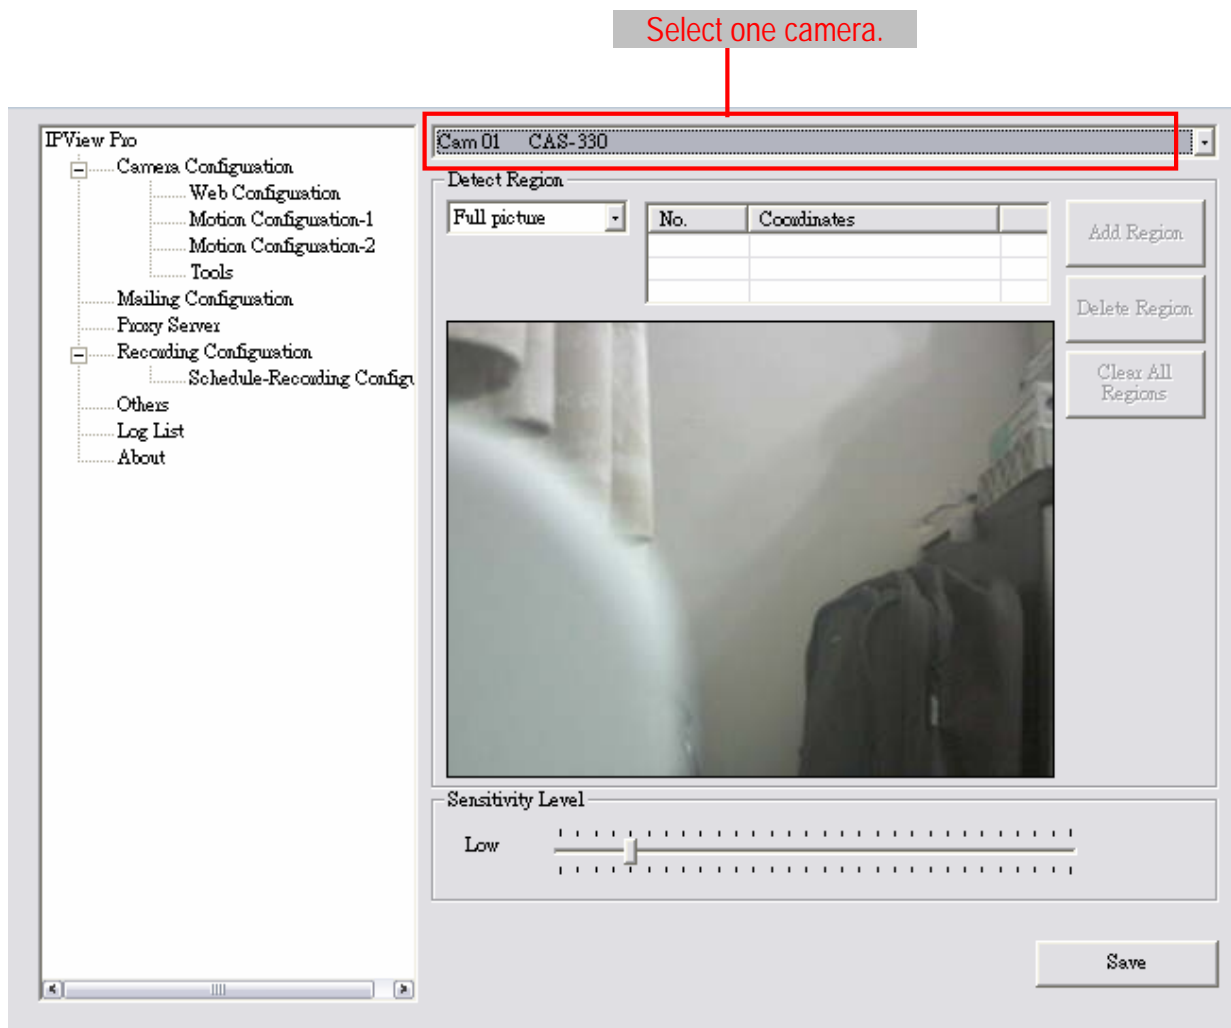 Select one camera.
IPView Pro
Camera Configuration
Web Configuration
Motion Configuration-1
Motion Configuration-2
Tools
Mailing Configuration
Proxy Server
Recording Configuration
Schedule-Recording Configu
Others
Log List
About
Cam 01 CAS-330
Detect Region
Full picture
No. Coordinates
Add Region
Delete Region
Clear All
Regions
Sensitivity Level
Low
Save